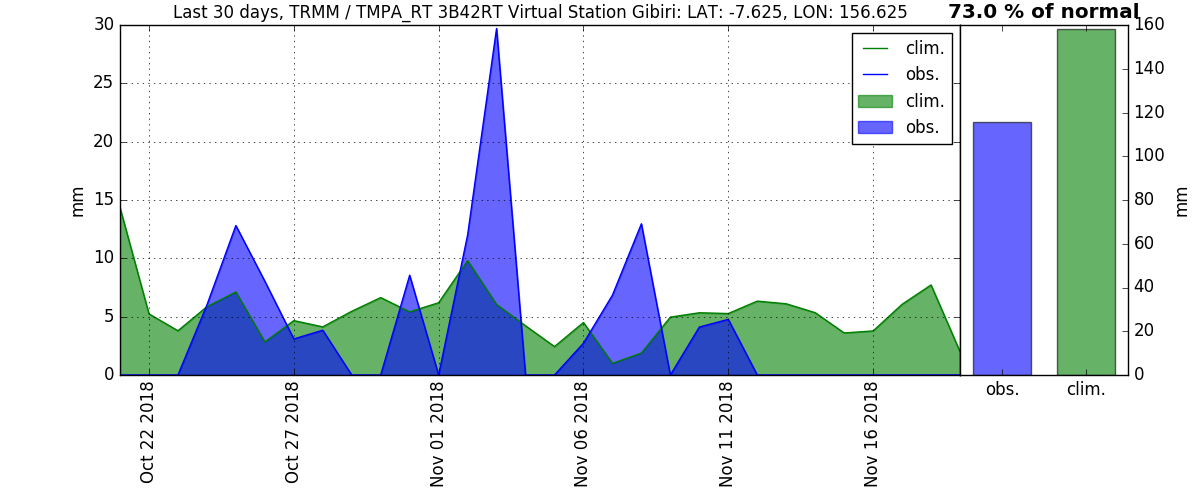 Last 30 days, TRMM / TMPA_RT 3B42RT Virtual Station Gibiri: LAT: -7.625, LON: 156.625
73.0 % of normal
30
25
20
15
10
5
0
mm
clim.
obs.
clim.
obs.
160
140
120
100
80
60
40
20
0
mm
obs.
clim.
Oct 22 2018
Oct 27 2018
Nov 01 2018
Nov 06 2018
Nov 11 2018
Nov 16 2018